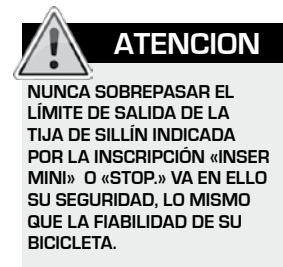 ATENCION
NUNCA SOBREPASAR EL
LÍMITE DE SALIDA DE LA
TIJA DE SILLÍN INDICADA
POR LA INSCRIPCIÓN «INSER
MINI»  O «STOP.» VA EN ELLO
SU SEGURIDAD, LO MISMO
QUE LA FIABILIDAD DE SU
BICICLETA.